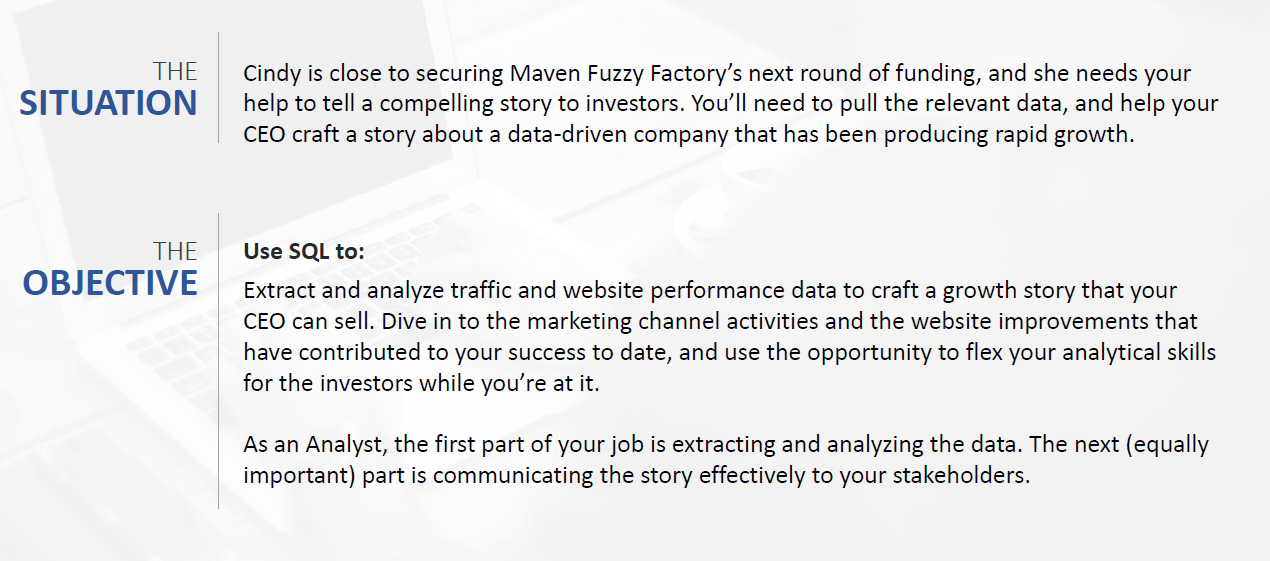 THE
SITUATION
Cindy is close to securing Maven Fuzzy Factory’s next round of funding, and she needs your
help to tell a compelling story to investors. You’ll need to pull the relevant data, and help your
CEO craft a story about a data-driven company that has been producing rapid growth.
THE
OBJECTIVE
Use SQL to:
Extract and analyze traffic and website performance data to craft a growth story that your
CEO can sell. Dive in to the marketing channel activities and the website improvements that
have contributed to your success to date, and use the opportunity to flex your analytical skills
for the investors while you’re at it.
As an Analyst, the first part of your job is extracting and analyzing the data. The next (equally
important) part is communicating the story effectively to your stakeholders.